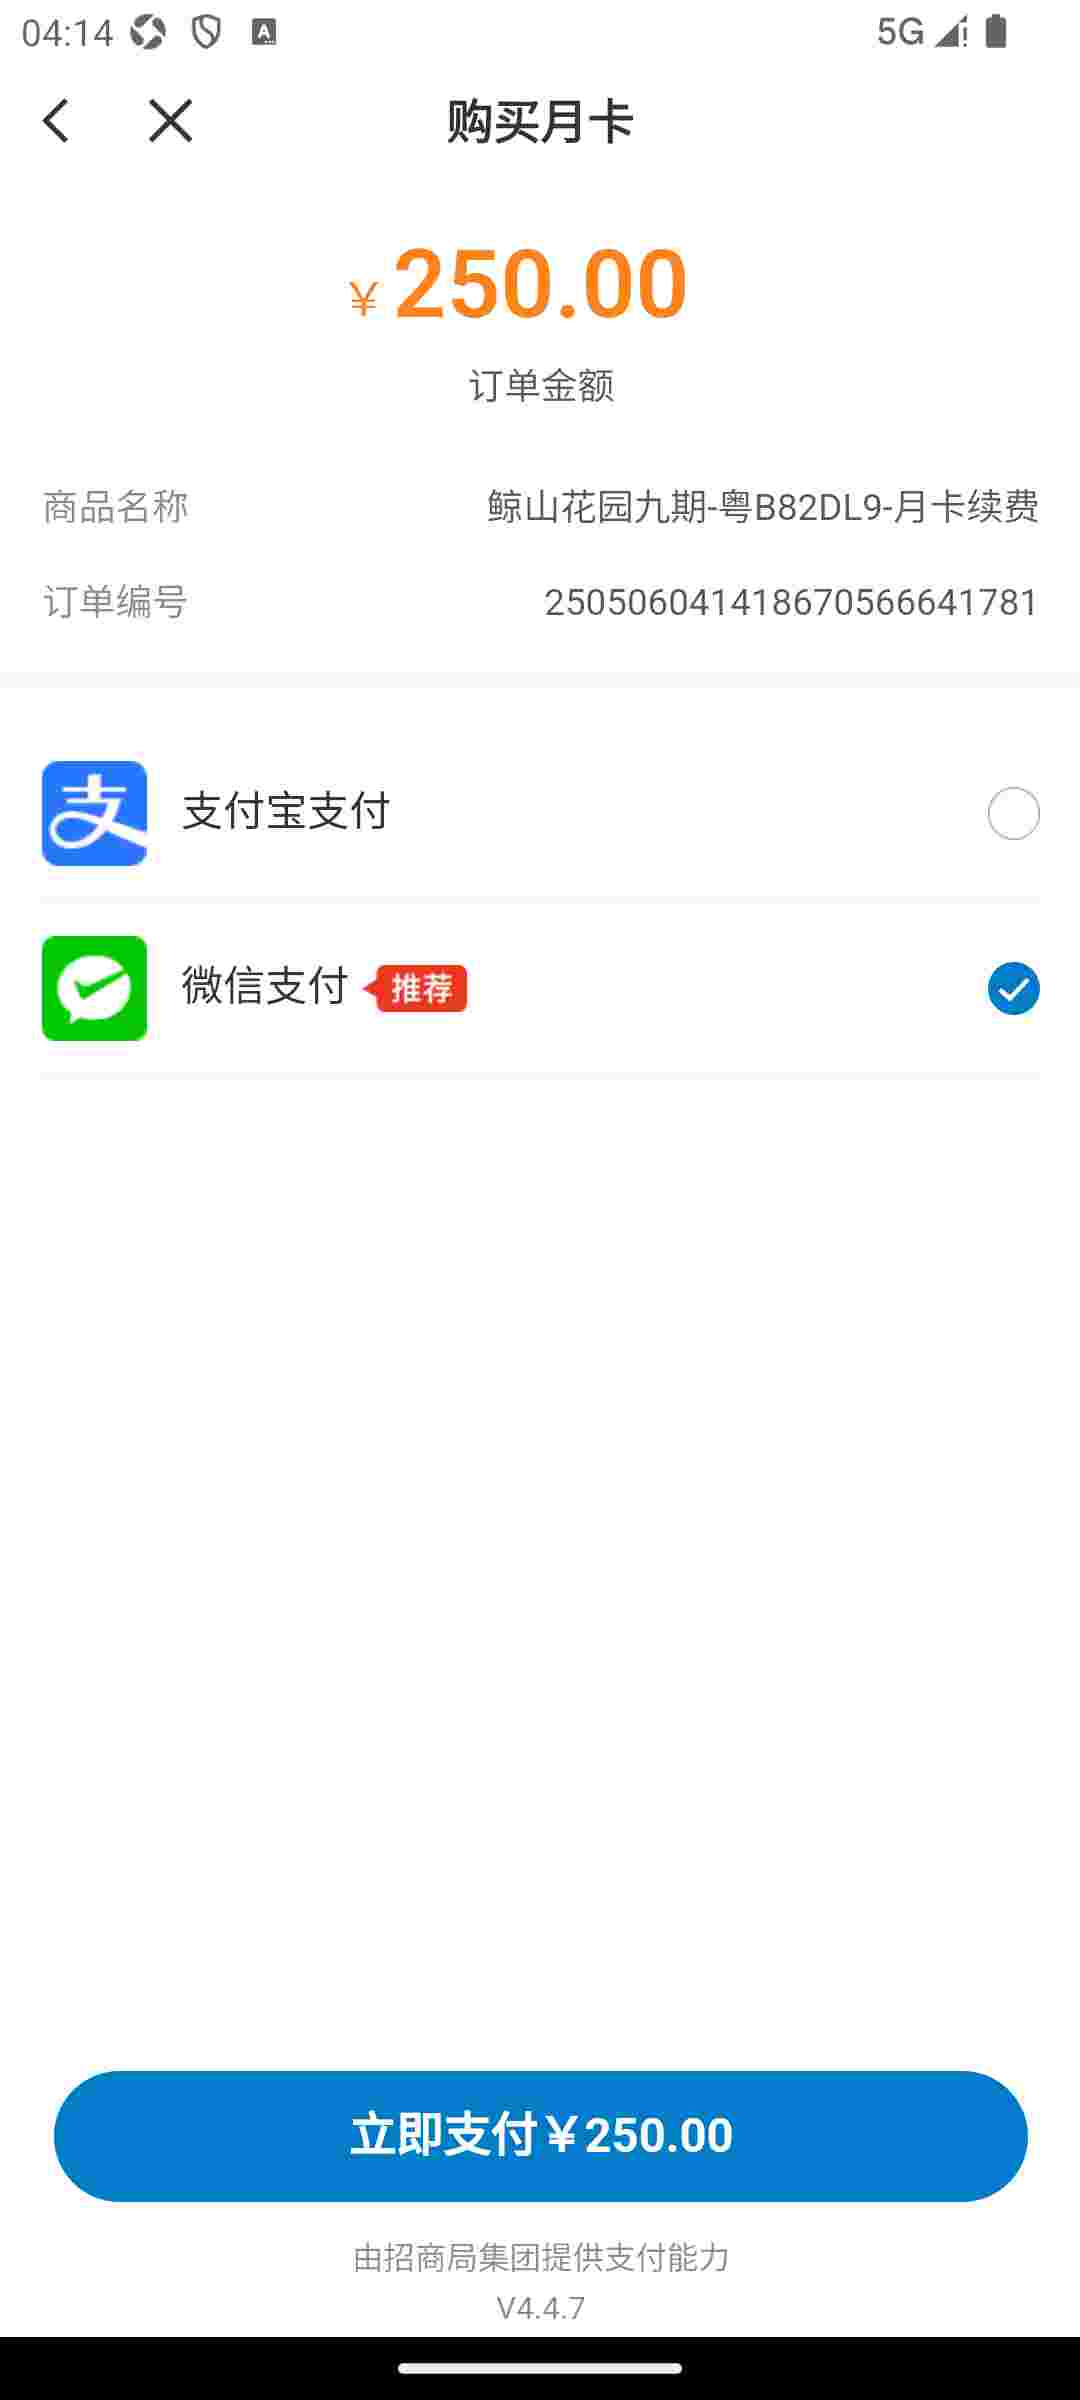 04:14
5G
购买月卡
¥250.00
订单金额
商品名称
鲸山花园九期-粤B82DL9-月卡续费
订单编号
250506041418670566641781
支付宝支付
微信支付 推荐
立即支付¥250.00
由招商局集团提供支付能力
V4.4.7